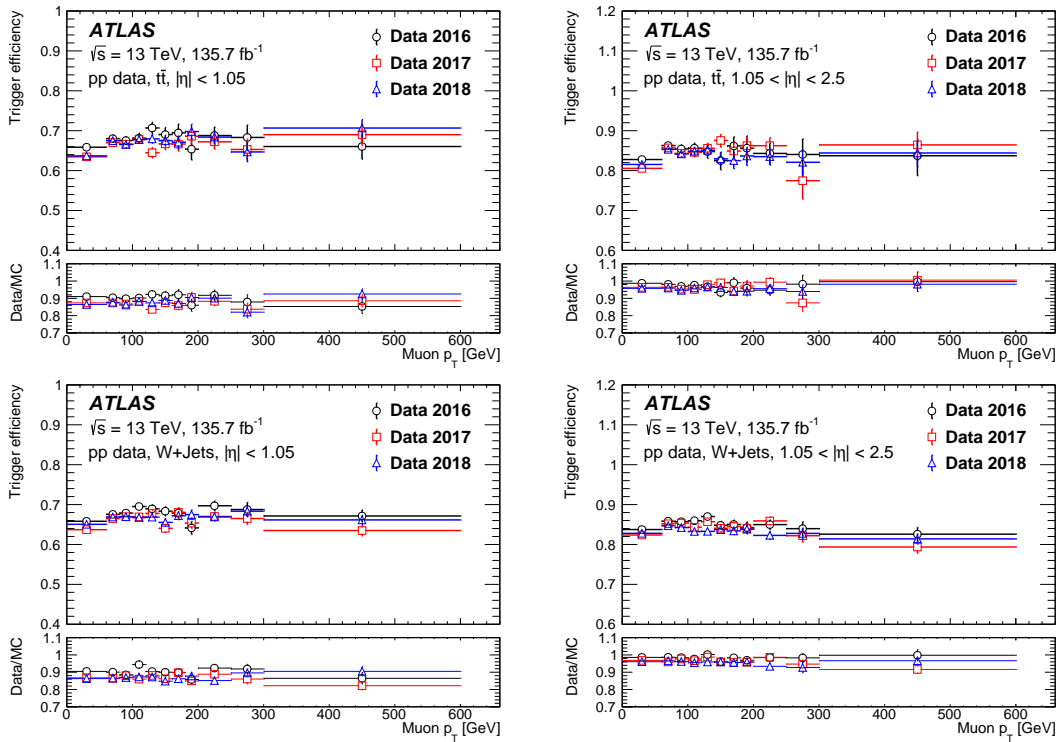 ATLAS
√s = 13 TeV, 135.7 fb⁻¹
pp data, tt̄, |η| < 1.05
Data 2016
Data 2017
Data 2018
Trigger efficiency
1
0.9
0.8
0.7
0.6
0.5
0.4
Data/MC
1.1
1
0.9
0.8
0.7
0 100 200 300 400 500 600
Muon p_T [GeV]
ATLAS
√s = 13 TeV, 135.7 fb⁻¹
pp data, tt̄, 1.05 < |η| < 2.5
Data 2016
Data 2017
Data 2018
Trigger efficiency
1.2
1.1
1
0.9
0.8
0.7
0.6
Data/MC
1.1
1.0
0.9
0.8
0.7
0 100 200 300 400 500 600
Muon p_T [GeV]
ATLAS
√s = 13 TeV, 135.7 fb⁻¹
pp data, W+Jets, |η| < 1.05
Data 2016
Data 2017
Data 2018
Trigger efficiency
1
0.9
0.8
0.7
0.6
0.5
0.4
Data/MC
1.1
1
0.9
0.8
0.7
0 100 200 300 400 500 600
Muon p_T [GeV]
ATLAS
√s = 13 TeV, 135.7 fb⁻¹
pp data, W+Jets, 1.05 < |η| < 2.5
Data 2016
Data 2017
Data 2018
Trigger efficiency
1.2
1.1
1
0.9
0.8
0.7
0.6
Data/MC
1.1
1.0
0.9
0.8
0.7
0 100 200 300 400 500 600
Muon p_T [GeV]